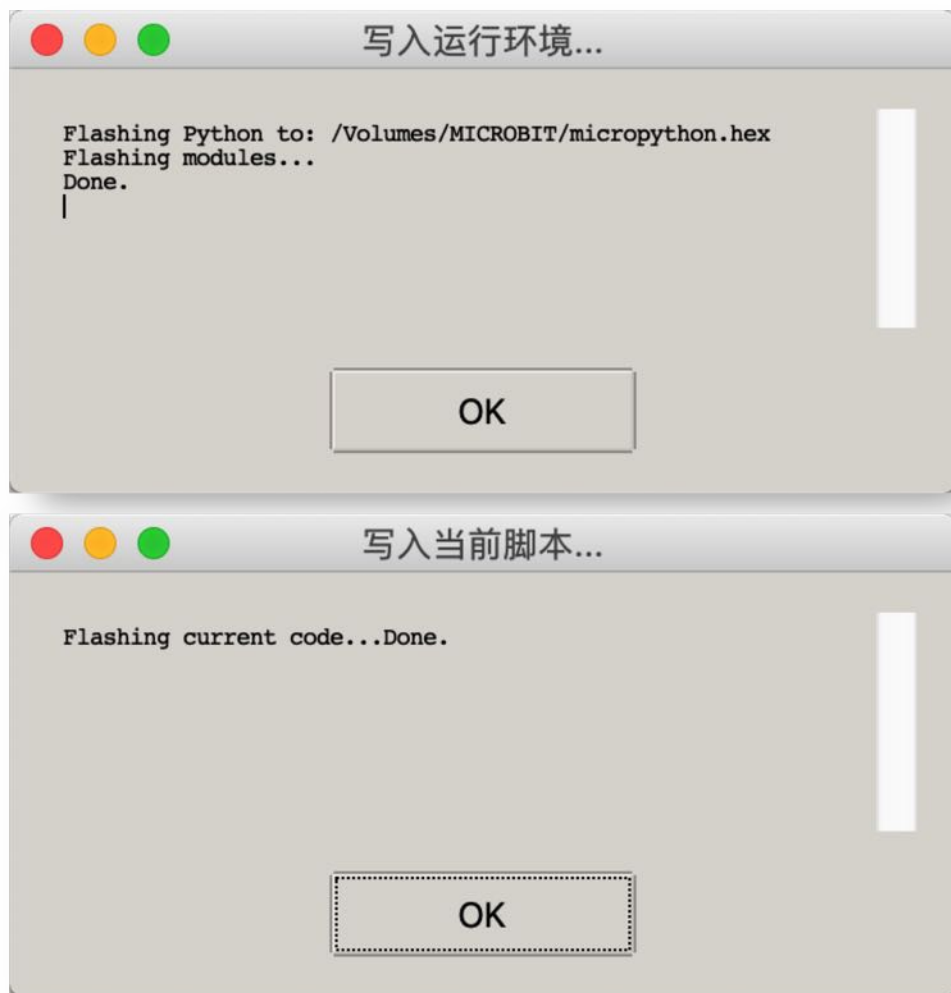 写入运行环境...
Flashing Python to: /Volumes/MICROBIT/micropython.hex
Flashing modules...
Done.
OK
写入当前脚本...
Flashing current code...Done.
OK